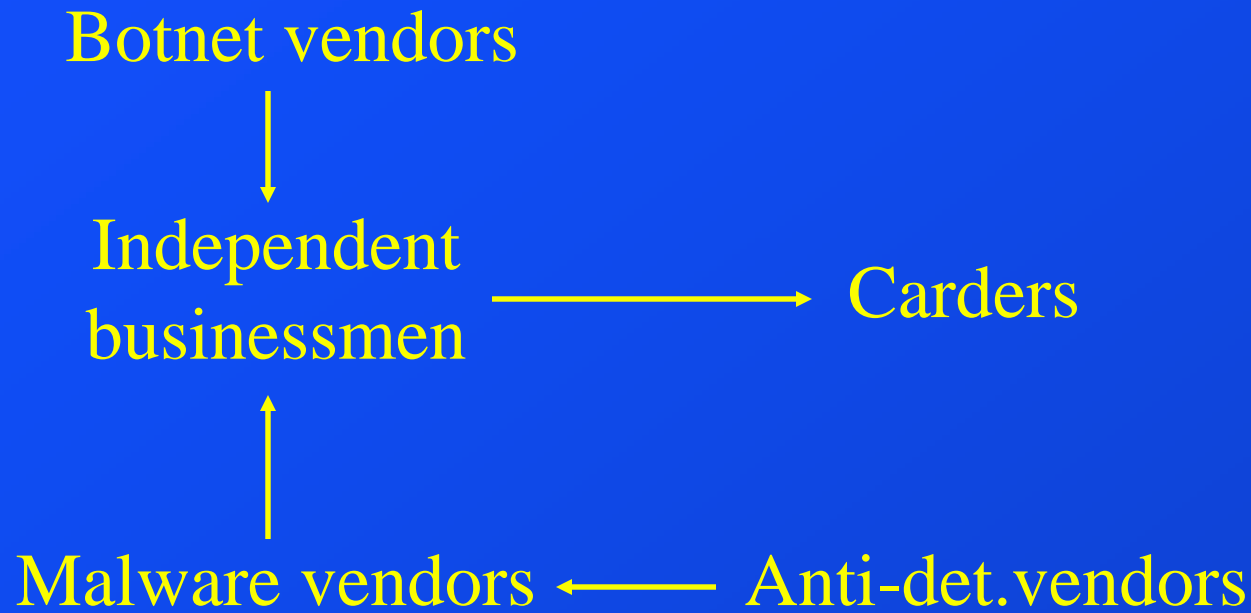 Botnet vendors
Independent
businessmen
Carders
Malware vendors
Anti-det.vendors